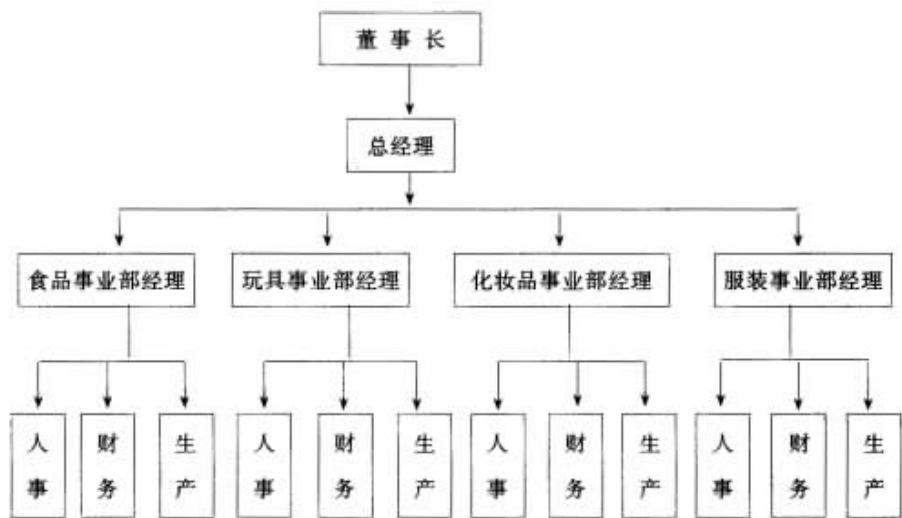 董事长
总经理
食品事业部经理
玩具事业部经理
化妆品事业部经理
服装事业部经理
人事
财务
生产
人事
财务
生产
人事
财务
生产
人事
财务
生产